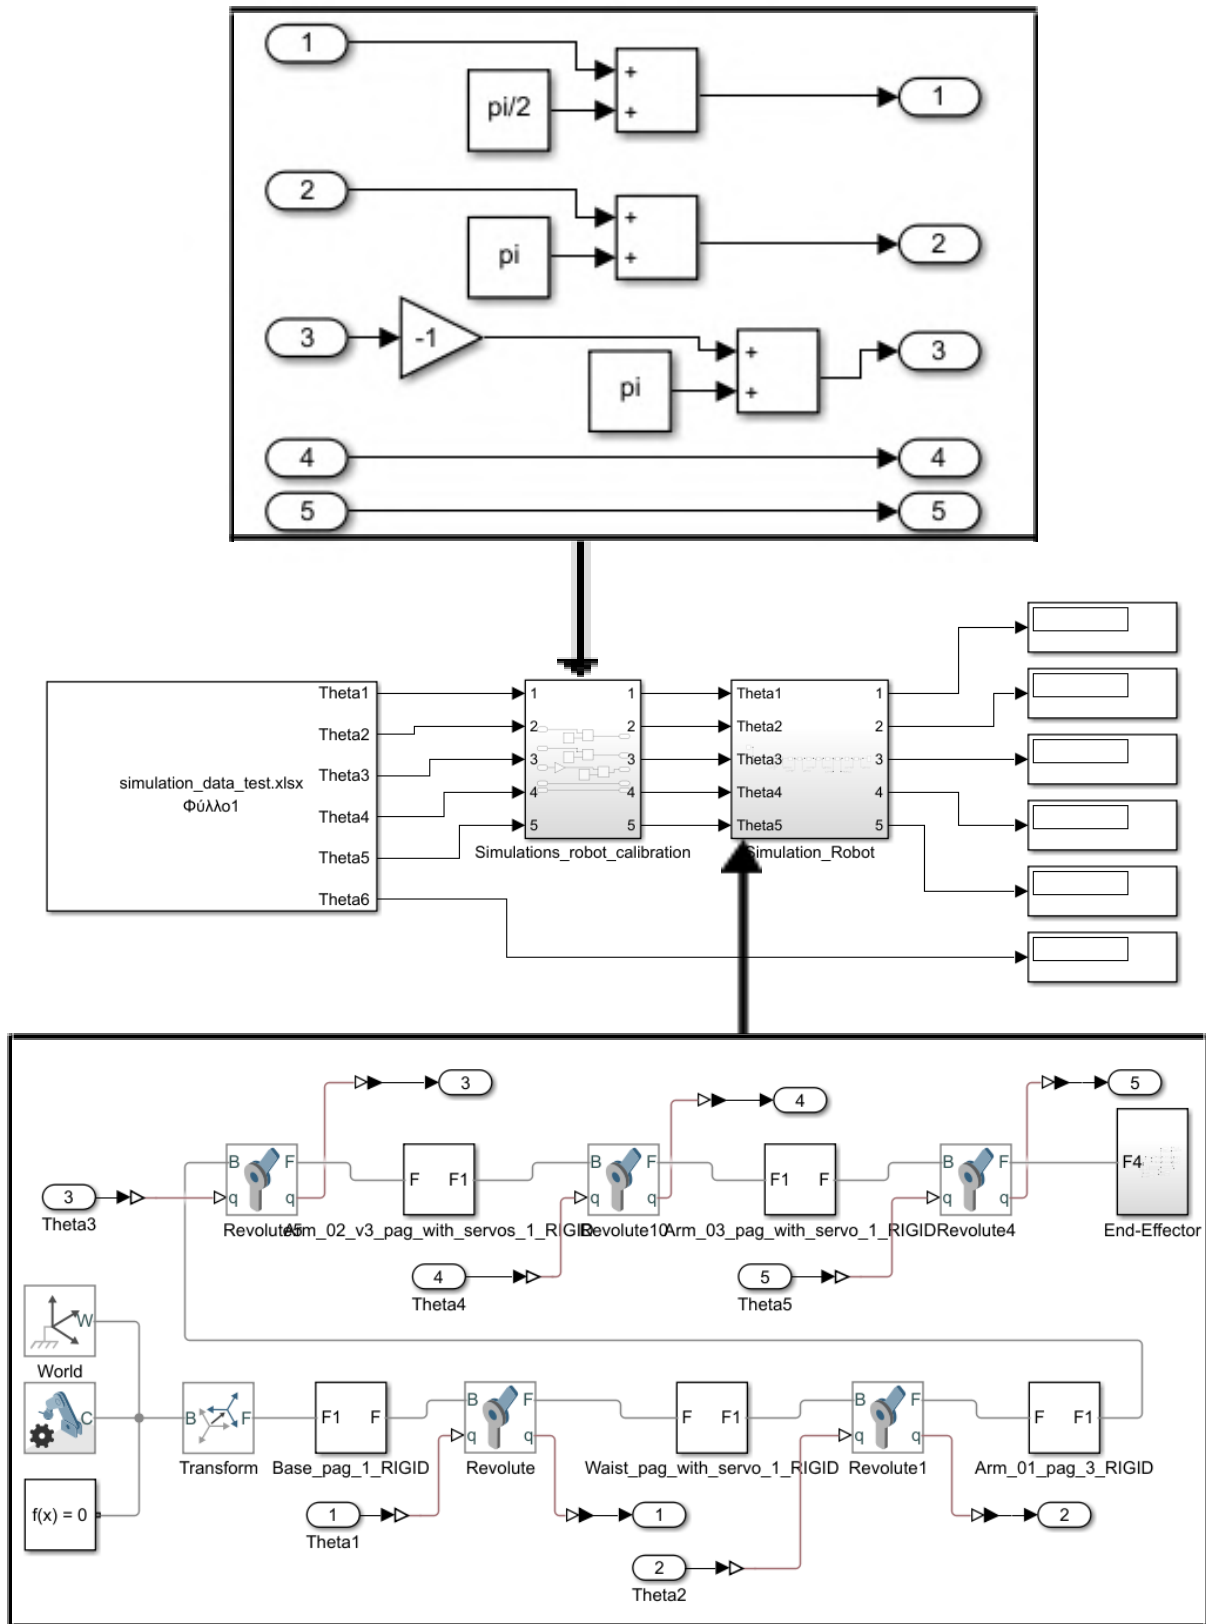 1
+
pi/2
+
1
2
+
pi
+
2
3
-1
+
pi
+
3
4
4
5
5
simulation_data_test.xlsx
Φύλλο1
Theta1
Theta2
Theta3
Theta4
Theta5
Theta6
1 1
2 2
3 3
4 4
5 5
Simulations_robot_calibration
Theta1 1
Theta2 2
Theta3 3
Theta4 4
Theta5 5
Simulation_Robot
3
4
5
B F
q q
Revolute5
F F1
Arm_02_v3_pag_with_servos_1_RIGID
B F
q q
Revolute10
F1 F
Arm_03_pag_with_servo_1_RIGID
B F
q q
Revolute4
F4
End-Effector
3
Theta3
4
Theta4
5
Theta5
W
World
C
f(x) = 0
B F
Transform
F1 F
Base_pag_1_RIGID
B F
q q
Revolute
F F1
Waist_pag_with_servo_1_RIGID
B F
q q
Revolute1
F F1
Arm_01_pag_3_RIGID
1
Theta1
1
2
Theta2
2